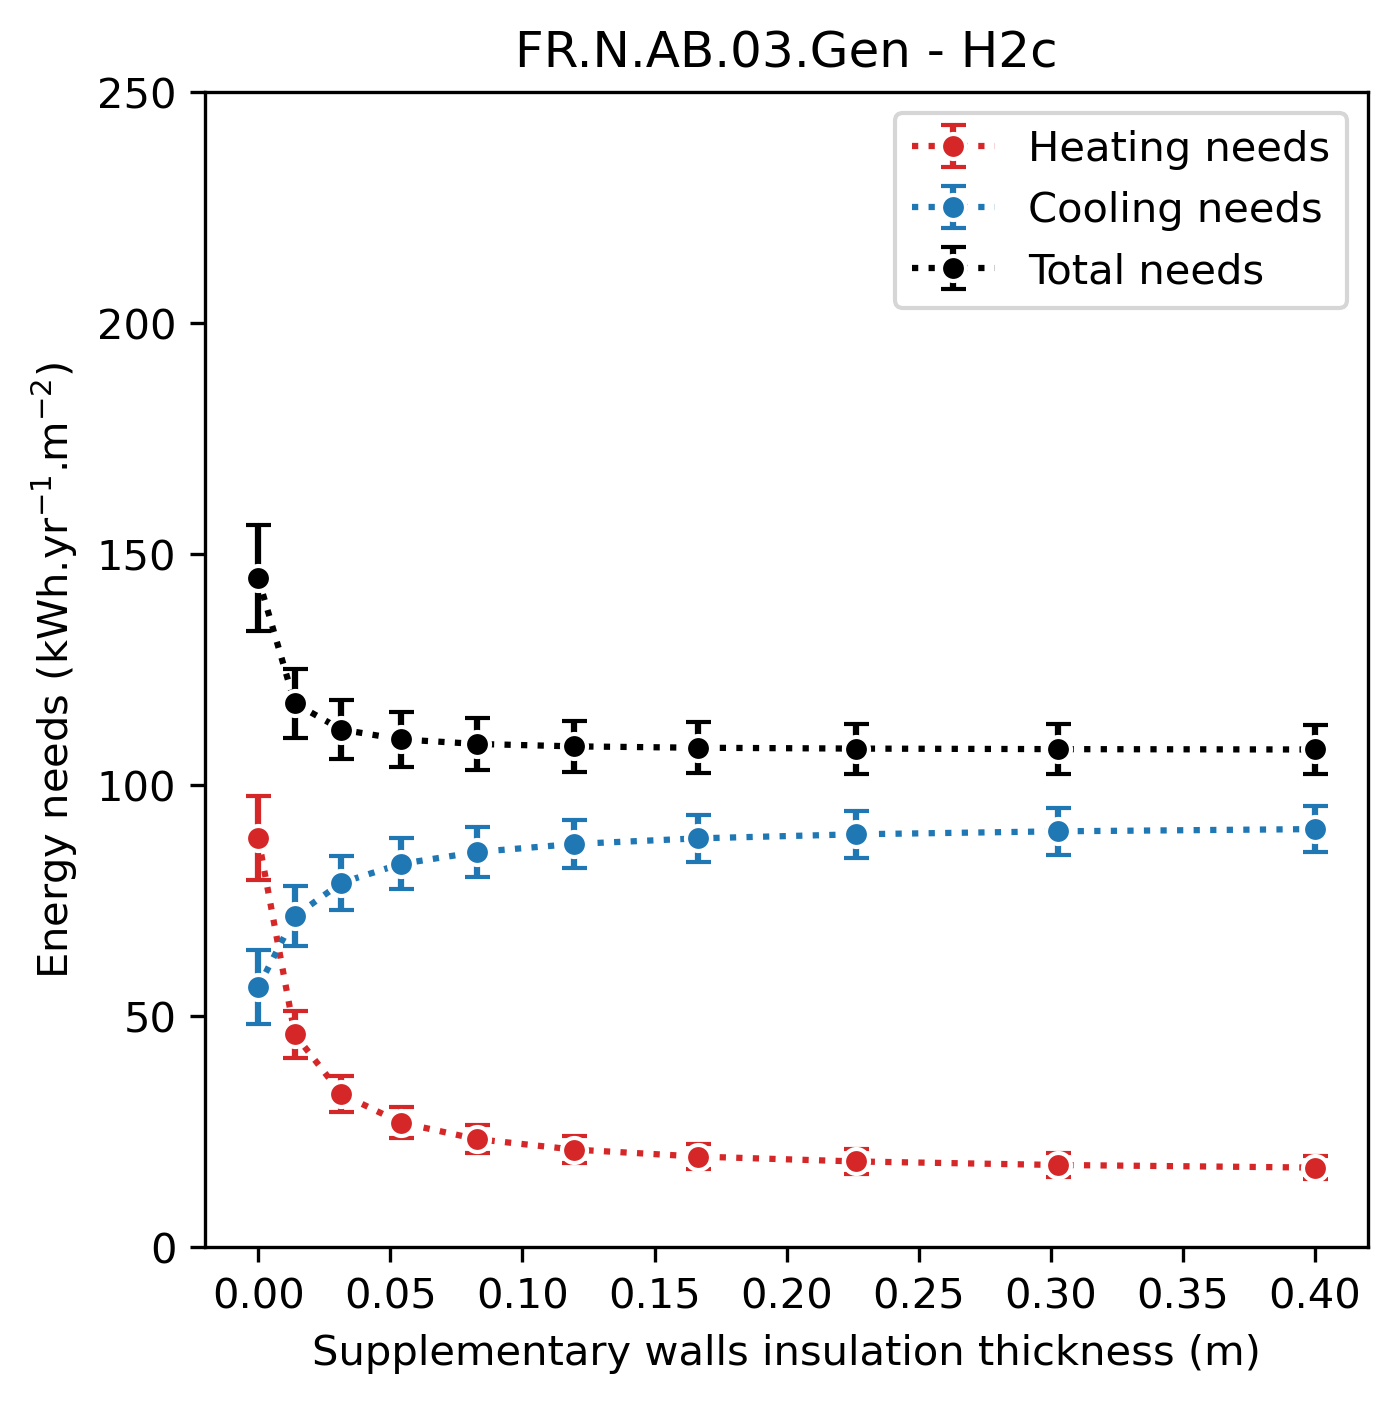 FR.N.AB.03.Gen - H2c
Heating needs
Cooling needs
Total needs
Energy needs (kWh.yr⁻¹.m⁻²)
250
200
150
100
50
0
0.00 0.05 0.10 0.15 0.20 0.25 0.30 0.35 0.40
Supplementary walls insulation thickness (m)